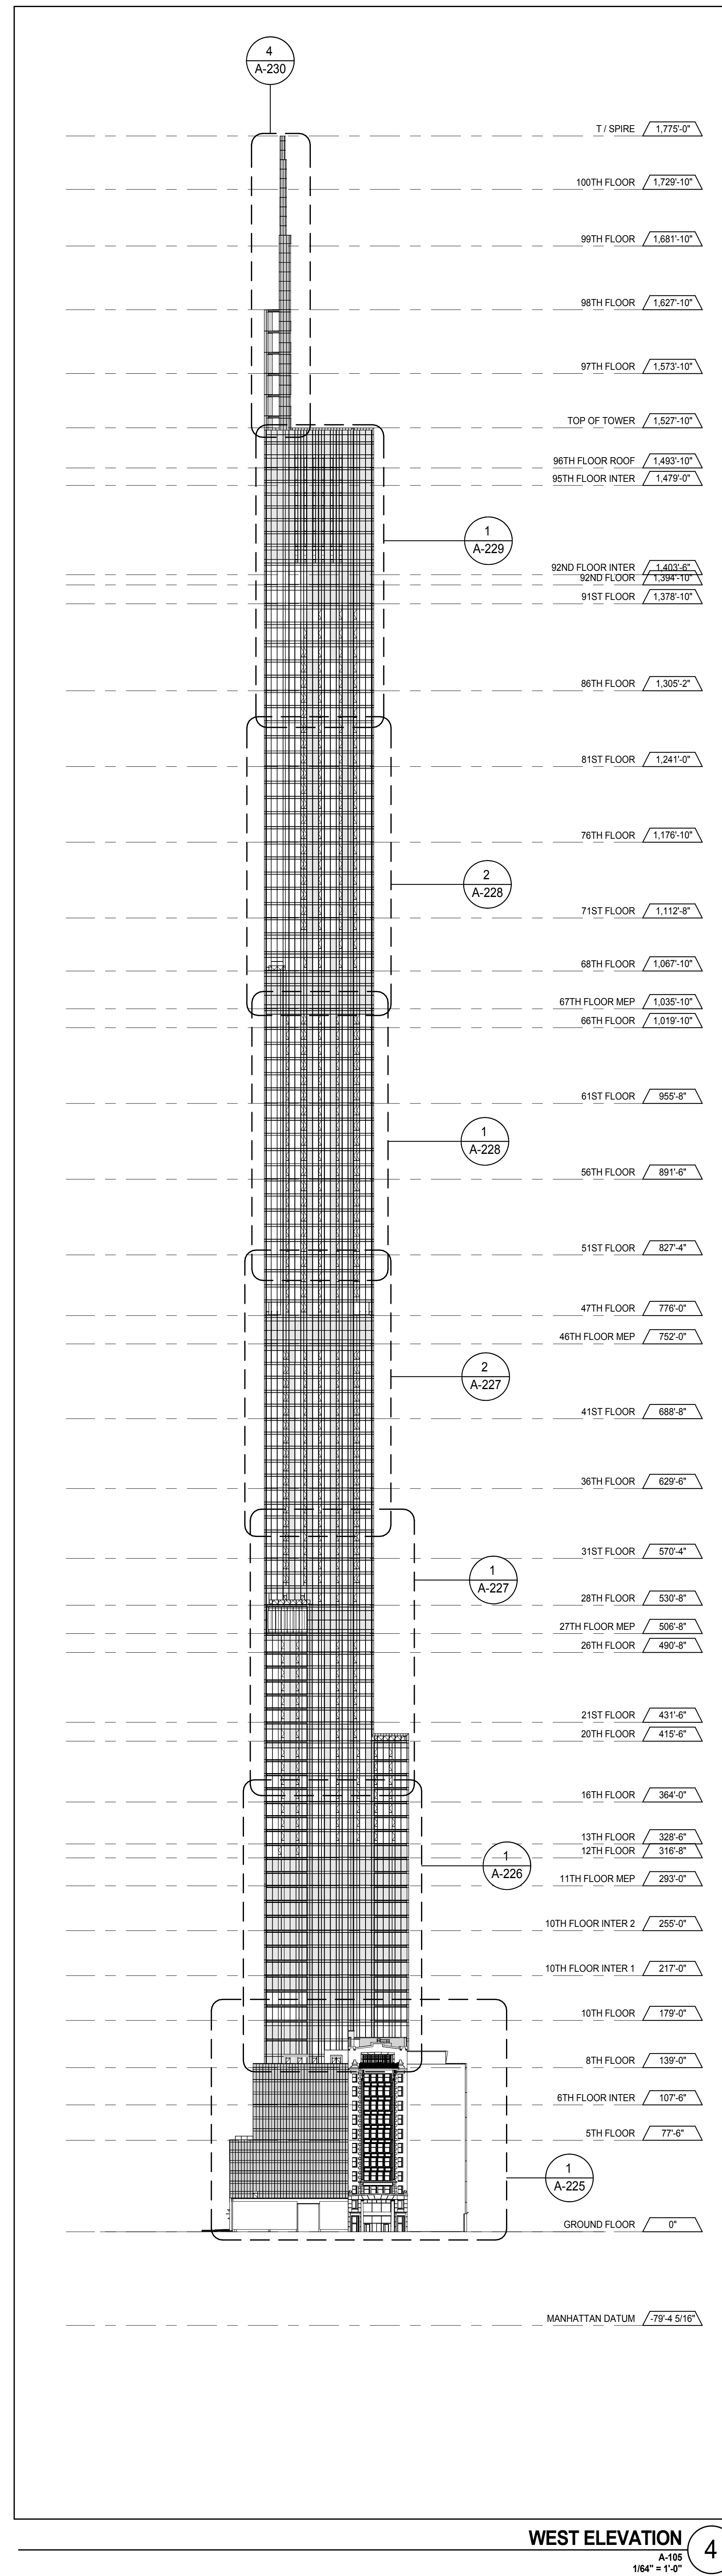 4
A-230
T / SPIRE 1,775'-0"
100TH FLOOR 1,729'-10"
99TH FLOOR 1,681'-10"
98TH FLOOR 1,627'-10"
97TH FLOOR 1,573'-10"
TOP OF TOWER 1,527'-10"
96TH FLOOR ROOF 1,493'-10"
95TH FLOOR INTER 1,479'-0"
1
A-229
92ND FLOOR INTER 1,403'-6"
92ND FLOOR 1,394'-10"
91ST FLOOR 1,378'-10"
86TH FLOOR 1,305'-2"
81ST FLOOR 1,241'-0"
76TH FLOOR 1,176'-10"
2
A-228
71ST FLOOR 1,112'-8"
68TH FLOOR 1,067'-10"
67TH FLOOR MEP 1,035'-10"
66TH FLOOR 1,019'-10"
61ST FLOOR 955'-8"
1
A-228
56TH FLOOR 891'-6"
51ST FLOOR 827'-4"
47TH FLOOR 776'-0"
46TH FLOOR MEP 752'-0"
2
A-227
41ST FLOOR 688'-8"
36TH FLOOR 629'-6"
31ST FLOOR 570'-4"
1
A-227
28TH FLOOR 530'-8"
27TH FLOOR MEP 506'-8"
26TH FLOOR 490'-8"
21ST FLOOR 431'-6"
20TH FLOOR 415'-6"
16TH FLOOR 364'-0"
13TH FLOOR 328'-6"
12TH FLOOR 316'-8"
1
A-226
11TH FLOOR MEP 293'-0"
10TH FLOOR INTER 2 255'-0"
10TH FLOOR INTER 1 217'-0"
10TH FLOOR 179'-0"
8TH FLOOR 139'-0"
6TH FLOOR INTER 107'-6"
5TH FLOOR 77'-6"
1
A-225
GROUND FLOOR 0"
MANHATTAN DATUM -79'-4 5/16"
WEST ELEVATION 4
A-105
1/64" = 1'-0"